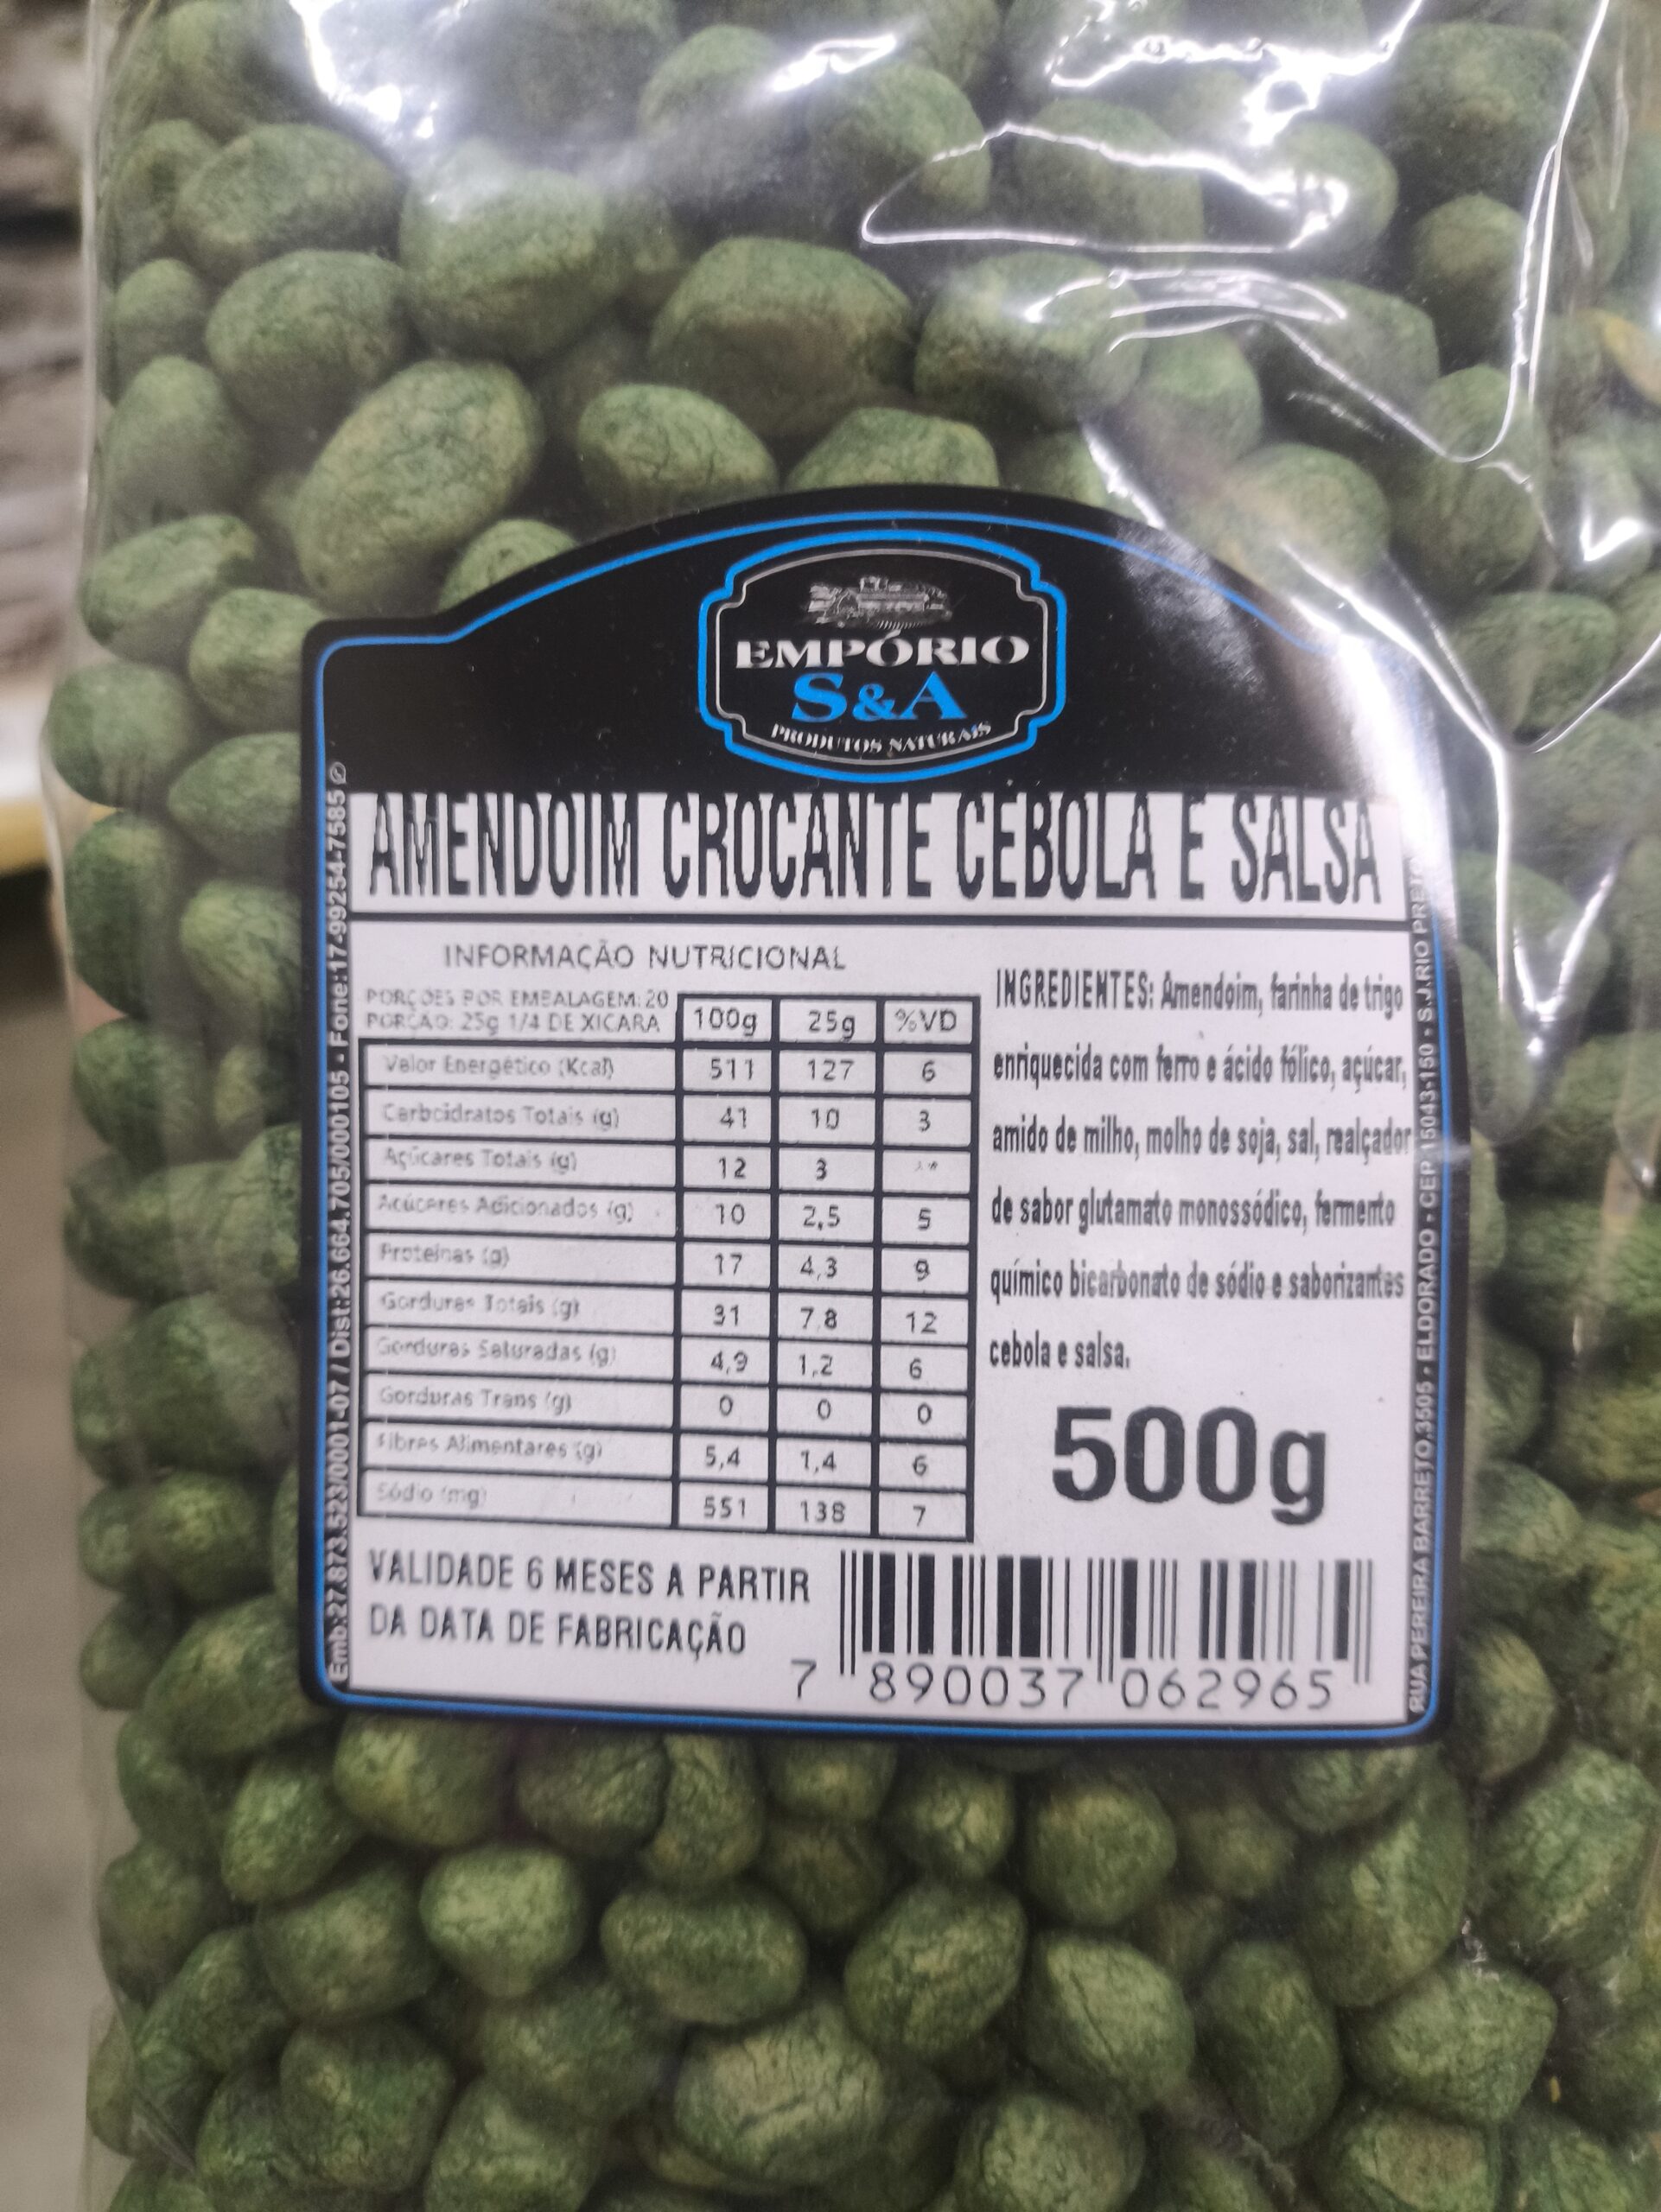 EMPÓRIO
S&A
PRODUTOS NATURAIS
AMENDOIM CROCANTE CEBOLA E SALSA
INFORMAÇÃO NUTRICIONAL
PORÇÕES POR EMBALAGEM: 20
PORÇÃO: 25g 1/4 DE XICARA
100g 25g %VD
Valor Energético (Kcal) 511 127 6
Carboidratos Totais (g) 41 10 3
Açúcares Totais (g) 12 3 **
Açúcares Adicionados (g) 10 2,5 5
Proteínas (g) 17 4,3 9
Gorduras Totais (g) 31 7,8 12
Gorduras Saturadas (g) 4,9 1,2 6
Gorduras Trans (g) 0 0 0
Fibras Alimentares (g) 5,4 1,4 6
Sódio (mg) 551 138 7
INGREDIENTES: Amendoim, farinha de trigo
enriquecida com ferro e ácido fólico, açúcar,
amido de milho, molho de soja, sal, realçador
de sabor glutamato monossódico, fermento
químico bicarbonato de sódio e saborizantes
cebola e salsa.
500g
VALIDADE 6 MESES A PARTIR
DA DATA DE FABRICAÇÃO
7 890037 062965
Emb:27.873.523/0001-07 / Dist:26.664.705/000105 - Fone:17-99254-7585
RUA PEREIRA BARRETO,3505 - ELDORADO - CEP 15043-150 - S.J.RIO PRETO